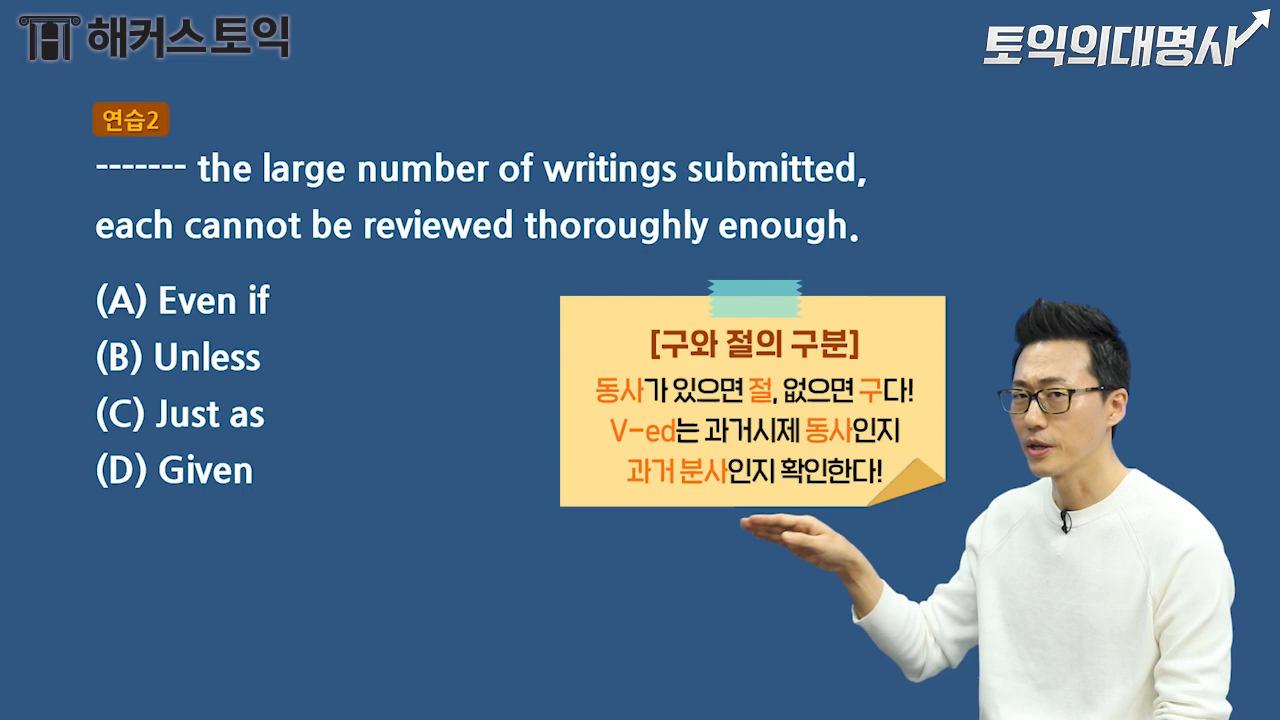 해커스토익
토익의대명사
연습2
------- the large number of writings submitted,
each cannot be reviewed thoroughly enough.
(A) Even if
(B) Unless
(C) Just as
(D) Given
[구와 절의 구분]
동사가 있으면 절, 없으면 구다!
V-ed는 과거시제 동사인지
과거 분사인지 확인한다!